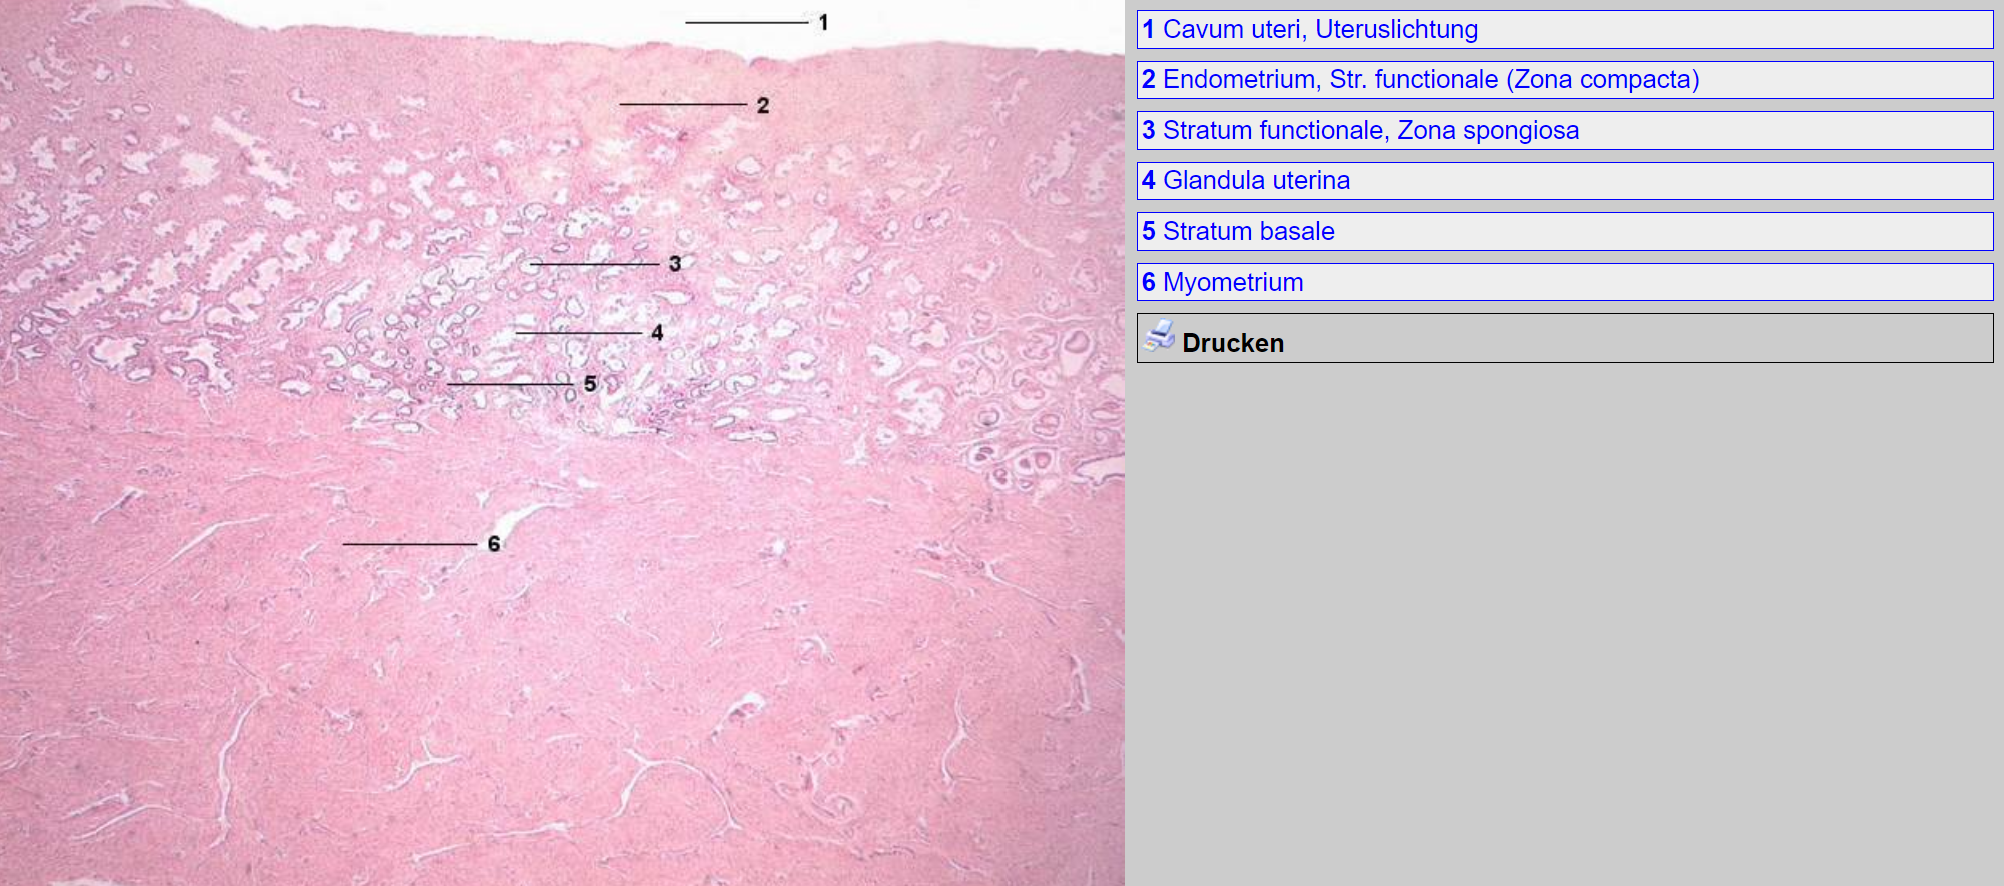 1
2
3
4
5
6
1 Cavum uteri, Uteruslichtung
2 Endometrium, Str. functionale (Zona compacta)
3 Stratum functionale, Zona spongiosa
4 Glandula uterina
5 Stratum basale
6 Myometrium
Drucken